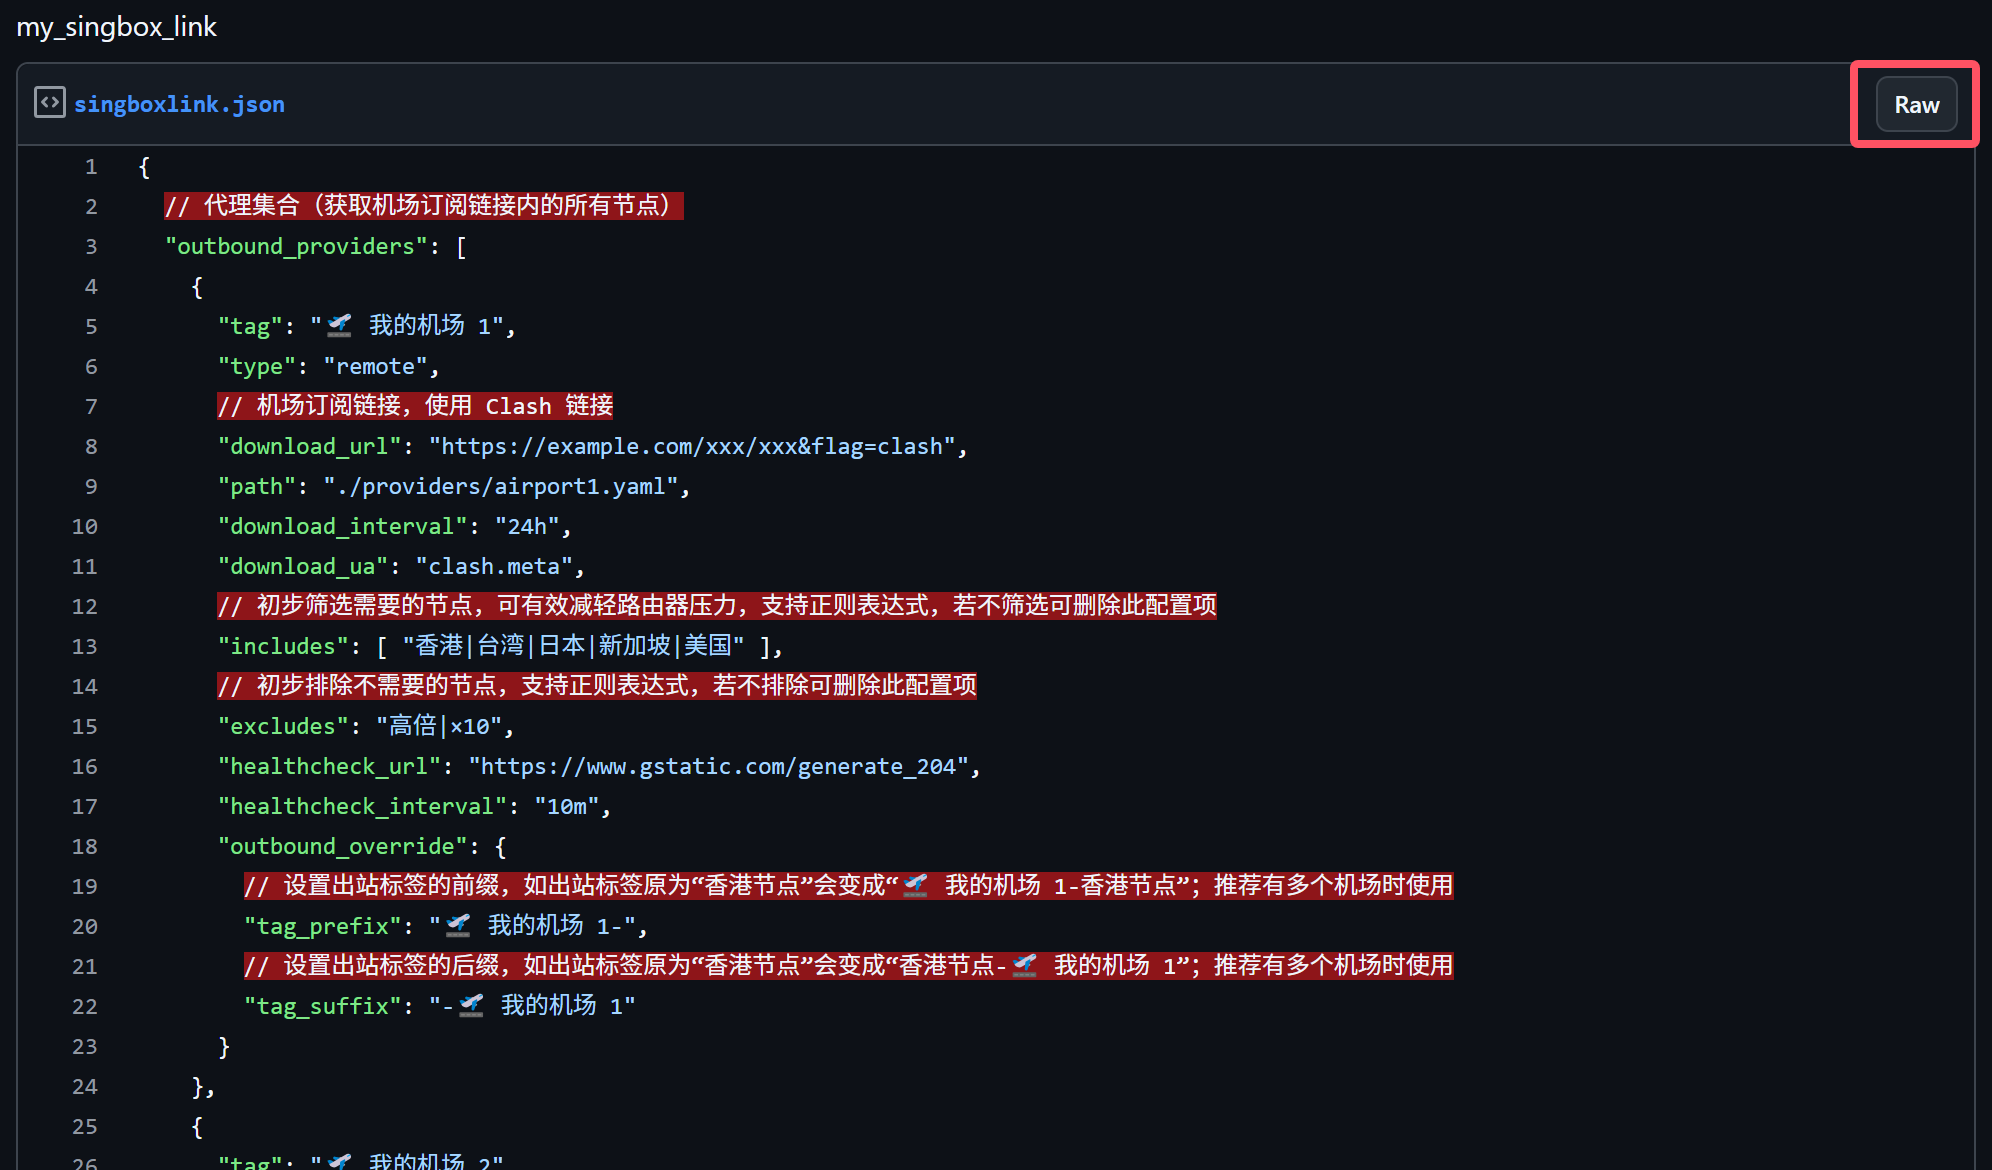 my_singbox_link
singboxlink.json
Raw
1 {
2 // 代理集合（获取机场订阅链接内的所有节点）
3 "outbound_providers": [
4 {
5 "tag": "🛫 我的机场 1",
6 "type": "remote",
7 // 机场订阅链接，使用 Clash 链接
8 "download_url": "https://example.com/xxx/xxx&flag=clash",
9 "path": "./providers/airport1.yaml",
10 "download_interval": "24h",
11 "download_ua": "clash.meta",
12 // 初步筛选需要的节点，可有效减轻路由器压力，支持正则表达式，若不筛选可删除此配置项
13 "includes": [ "香港|台湾|日本|新加坡|美国" ],
14 // 初步排除不需要的节点，支持正则表达式，若不排除可删除此配置项
15 "excludes": "高倍|×10",
16 "healthcheck_url": "https://www.gstatic.com/generate_204",
17 "healthcheck_interval": "10m",
18 "outbound_override": {
19 // 设置出站标签的前缀，如出站标签原为“香港节点”会变成“🛫 我的机场 1-香港节点”；推荐有多个机场时使用
20 "tag_prefix": "🛫 我的机场 1-",
21 // 设置出站标签的后缀，如出站标签原为“香港节点”会变成“香港节点-🛫 我的机场 1”；推荐有多个机场时使用
22 "tag_suffix": "-🛫 我的机场 1"
23 }
24 },
25 {
26 "tag": "🛫 我的机场 2"